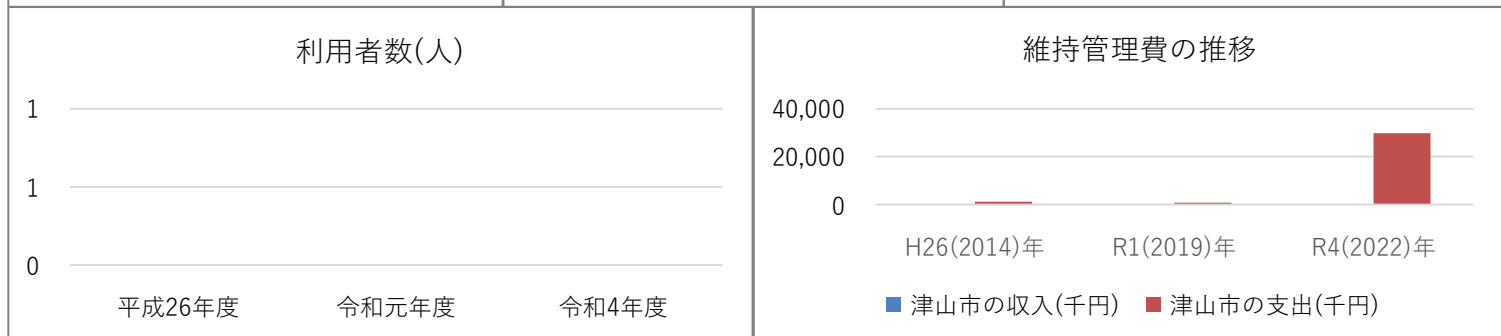 利用者数(人)
1
1
0
平成26年度
令和元年度
令和4年度
維持管理費の推移
40,000
20,000
0
H26(2014)年
R1(2019)年
R4(2022)年
津山市の収入(千円)
津山市の支出(千円)